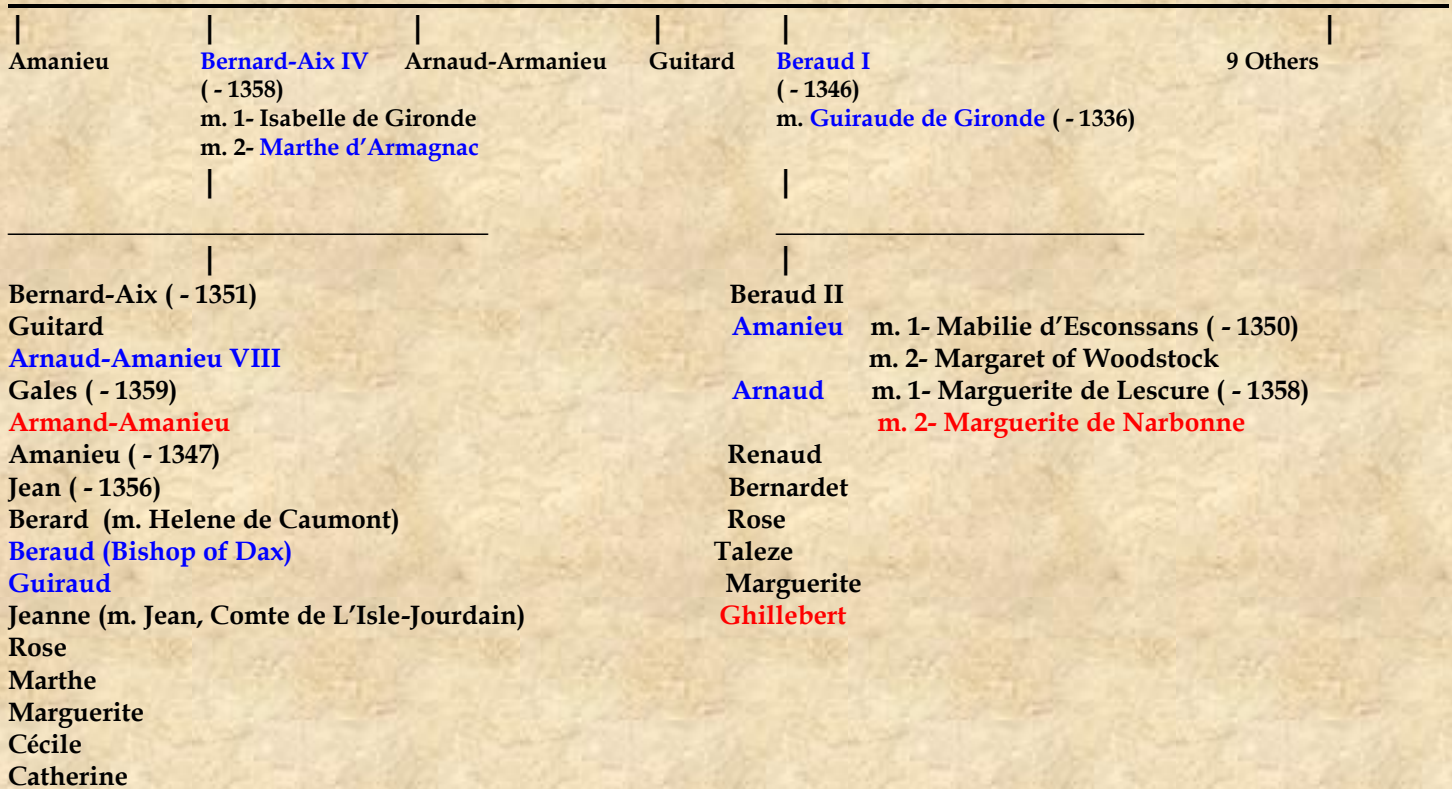 Amanieu Bernard-Aix IV Arnaud-Armanieu Guitard Beraud I 9 Others
( - 1358) ( - 1346)
m. 1- Isabelle de Gironde m. Guiraude de Gironde ( - 1336)
m. 2- Marthe d’Armagnac
Bernard-Aix ( - 1351) Beraud II
Guitard Amanieu m. 1- Mabilie d’Esconssans ( - 1350)
Arnaud-Amanieu VIII m. 2- Margaret of Woodstock
Gales ( - 1359) Arnaud m. 1- Marguerite de Lescure ( - 1358)
Armand-Amanieu m. 2- Marguerite de Narbonne
Amanieu ( - 1347) Renaud
Jean ( - 1356) Bernardet
Berard (m. Helene de Caumont) Rose
Beraud (Bishop of Dax) Taleze
Guiraud Marguerite
Jeanne (m. Jean, Comte de L’Isle-Jourdain) Ghillebert
Rose
Marthe
Marguerite
Cécile
Catherine